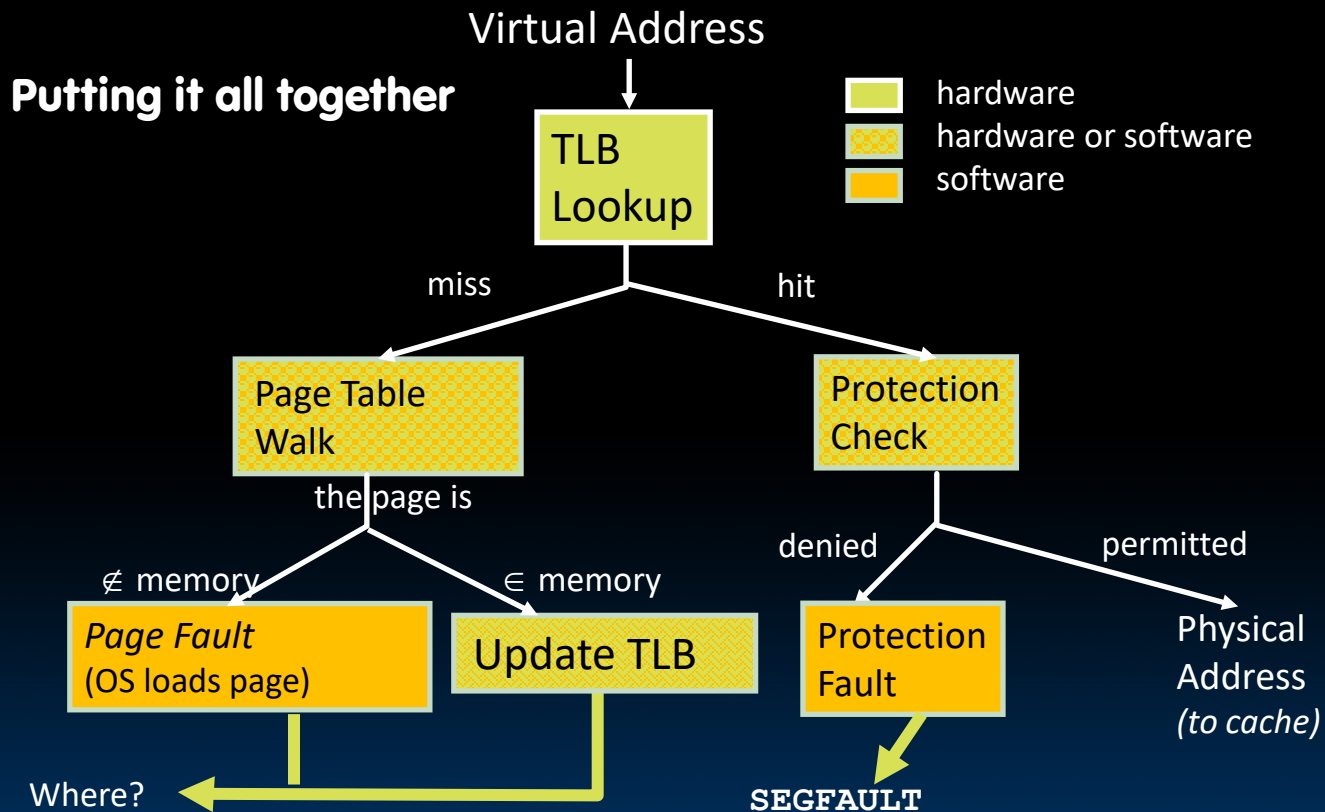 Virtual Address
Putting it all together
hardware
hardware or software
software
TLB
Lookup
miss
hit
Page Table
Walk
Protection
Check
the page is
denied
permitted
∉ memory
∈ memory
Page Fault
(OS loads page)
Update TLB
Protection
Fault
Physical
Address
(to cache)
Where?
SEGFAULT